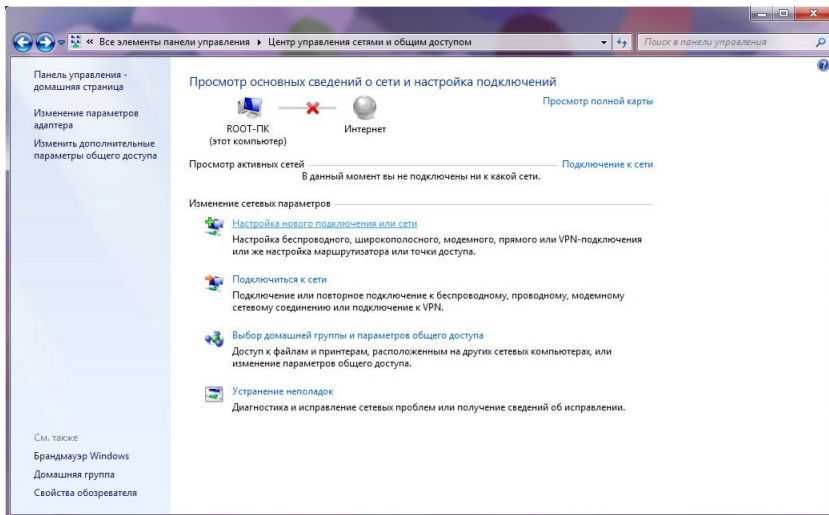 « Все элементы панели управления ▸ Центр управления сетями и общим доступом
Поиск в панели управления
Панель управления -
домашняя страница
Изменение параметров
адаптера
Изменить дополнительные
параметры общего доступа
Просмотр основных сведений о сети и настройка подключений
Просмотр полной карты
ROOT-ПК
(этот компьютер)
Интернет
Просмотр активных сетей
Подключение к сети
В данный момент вы не подключены ни к какой сети.
Изменение сетевых параметров
Настройка нового подключения или сети
Настройка беспроводного, широкополосного, модемного, прямого или VPN-подключения
или же настройка маршрутизатора или точки доступа.
Подключиться к сети
Подключение или повторное подключение к беспроводному, проводному, модемному
сетевому соединению или подключение к VPN.
Выбор домашней группы и параметров общего доступа
Доступ к файлам и принтерам, расположенным на других сетевых компьютерах, или
изменение параметров общего доступа.
Устранение неполадок
Диагностика и исправление сетевых проблем или получение сведений об исправлении.
См. также
Брандмауэр Windows
Домашняя группа
Свойства обозревателя